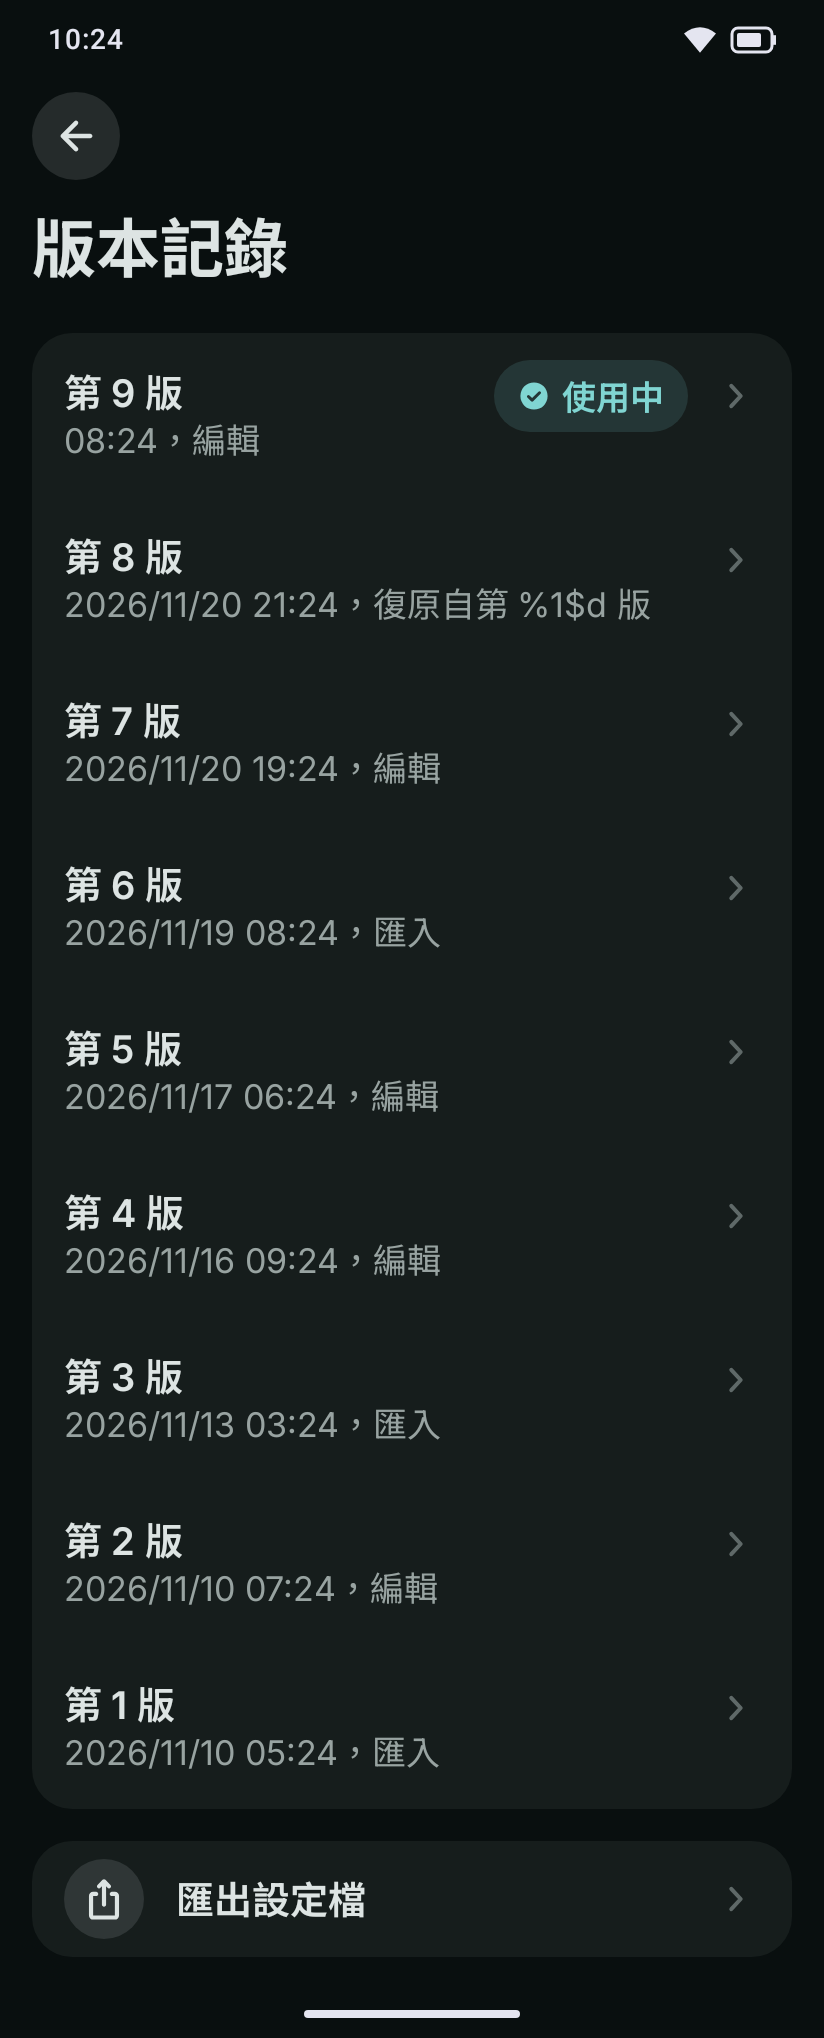 10:24
版本記錄
第 9 版
使用中
08:24，編輯
第 8 版
2026/11/20 21:24，復原自第 %1$d 版
第 7 版
2026/11/20 19:24，編輯
第 6 版
2026/11/19 08:24，匯入
第 5 版
2026/11/17 06:24，編輯
第 4 版
2026/11/16 09:24，編輯
第 3 版
2026/11/13 03:24，匯入
第 2 版
2026/11/10 07:24，編輯
第 1 版
2026/11/10 05:24，匯入
匯出設定檔